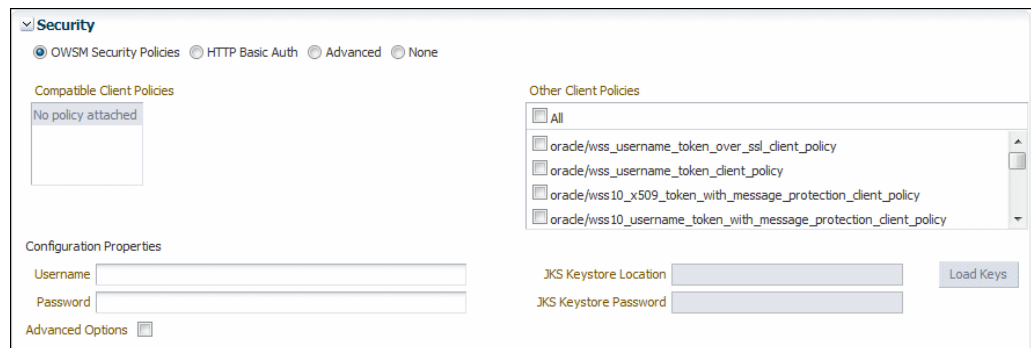 Security
OWSM Security Policies HTTP Basic Auth Advanced None
Compatible Client Policies
No policy attached
Other Client Policies
All
oracle/wss_username_token_over_ssl_client_policy
oracle/wss_username_token_client_policy
oracle/wss10_x509_token_with_message_protection_client_policy
oracle/wss10_username_token_with_message_protection_client_policy
Configuration Properties
Username
Password
JKS Keystore Location
Load Keys
JKS Keystore Password
Advanced Options